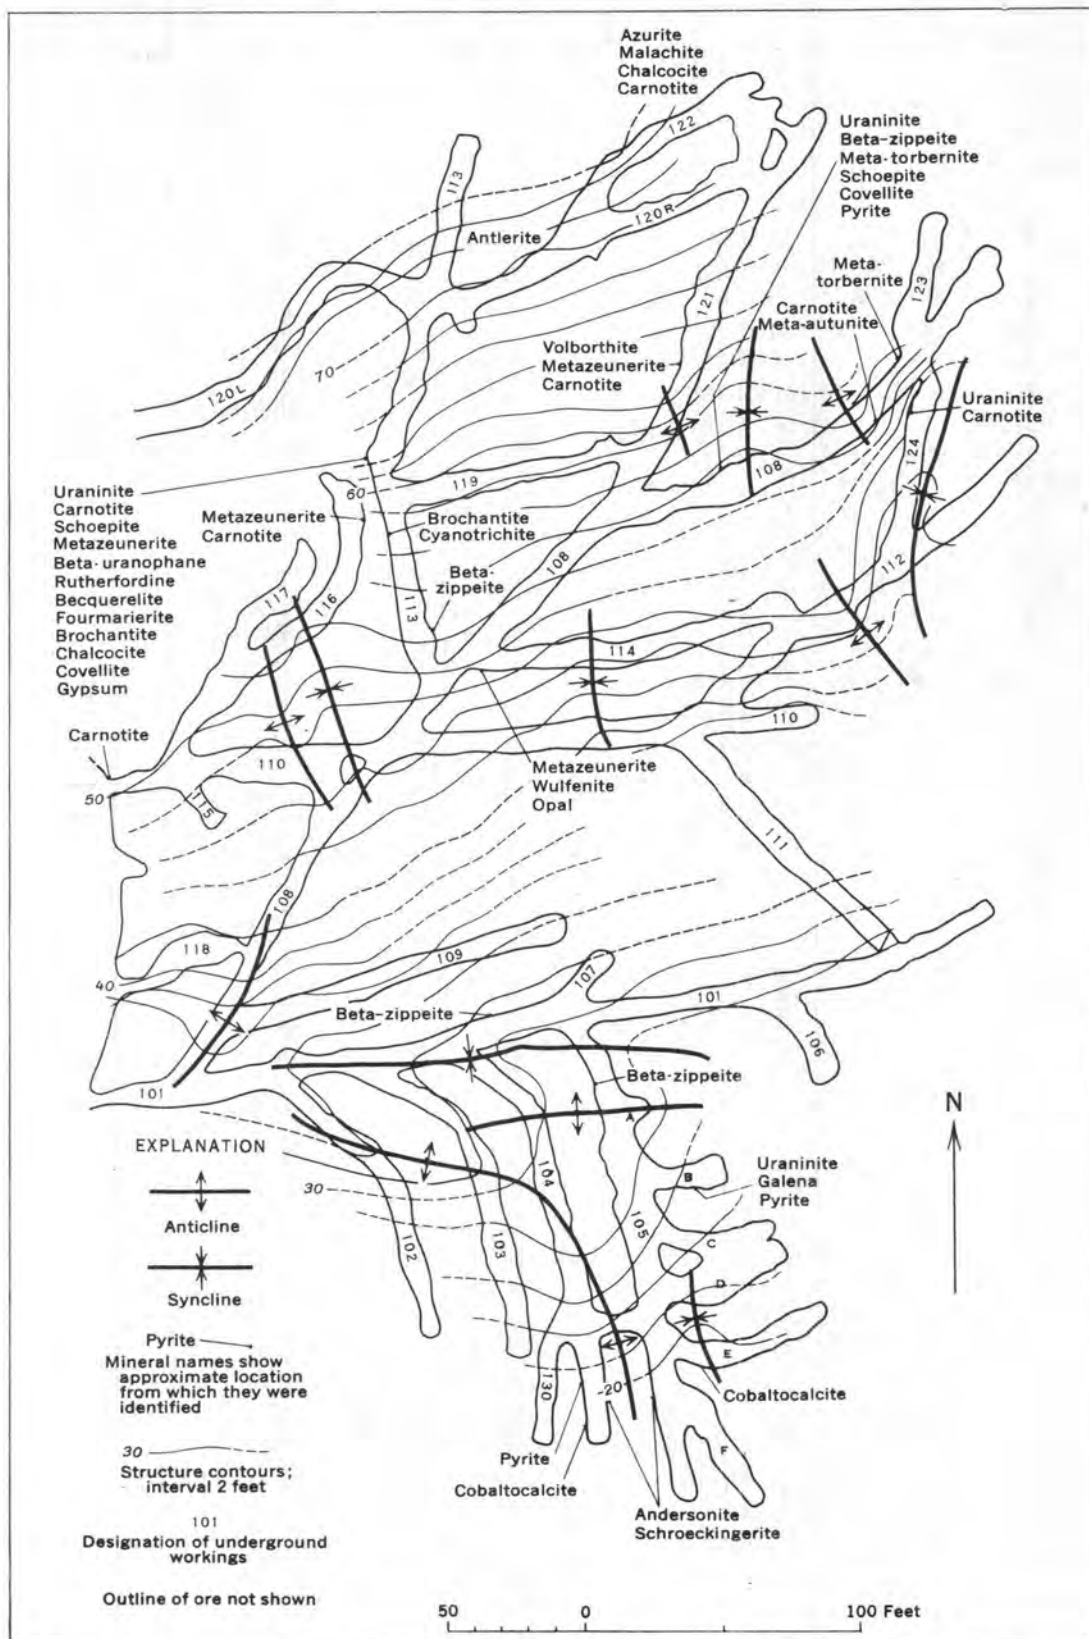 Azurite
Malachite
Chalcocite
Carnotite
Uraninite
Beta-zippeite
Meta-torbernite
Schoepite
Covellite
Pyrite
122
113
120R
Antlerite
Meta-
torbernite
123
121
Carnotite
Meta-autunite
70
Volborthite
Metazeunerite
Carnotite
120L
Uraninite
Carnotite
124
108
119
60
Uraninite
Carnotite
Schoepite
Metazeunerite
Beta-uranophane
Rutherfordine
Becquerelite
Fourmarierite
Brochantite
Chalcocite
Covellite
Gypsum
Metazeunerite
Carnotite
Brochantite
Cyanotrichite
Beta-
zippeite
108
112
117
116
113
114
110
Carnotite
110
Metazeunerite
Wulfenite
Opal
50
115
111
108
118
109
107
40
101
Beta-zippeite
106
Beta-zippeite
101
A
N
EXPLANATION
Anticline
Syncline
Pyrite
Mineral names show
approximate location
from which they were
identified
30
Structure contours;
interval 2 feet
101
Designation of underground
workings
Outline of ore not shown
30
104
B
Uraninite
Galena
Pyrite
102
103
105
C
D
E
130
20
Cobaltocalcite
F
Pyrite
Cobaltocalcite
Andersonite
Schroeckingerite
50 0 100 Feet